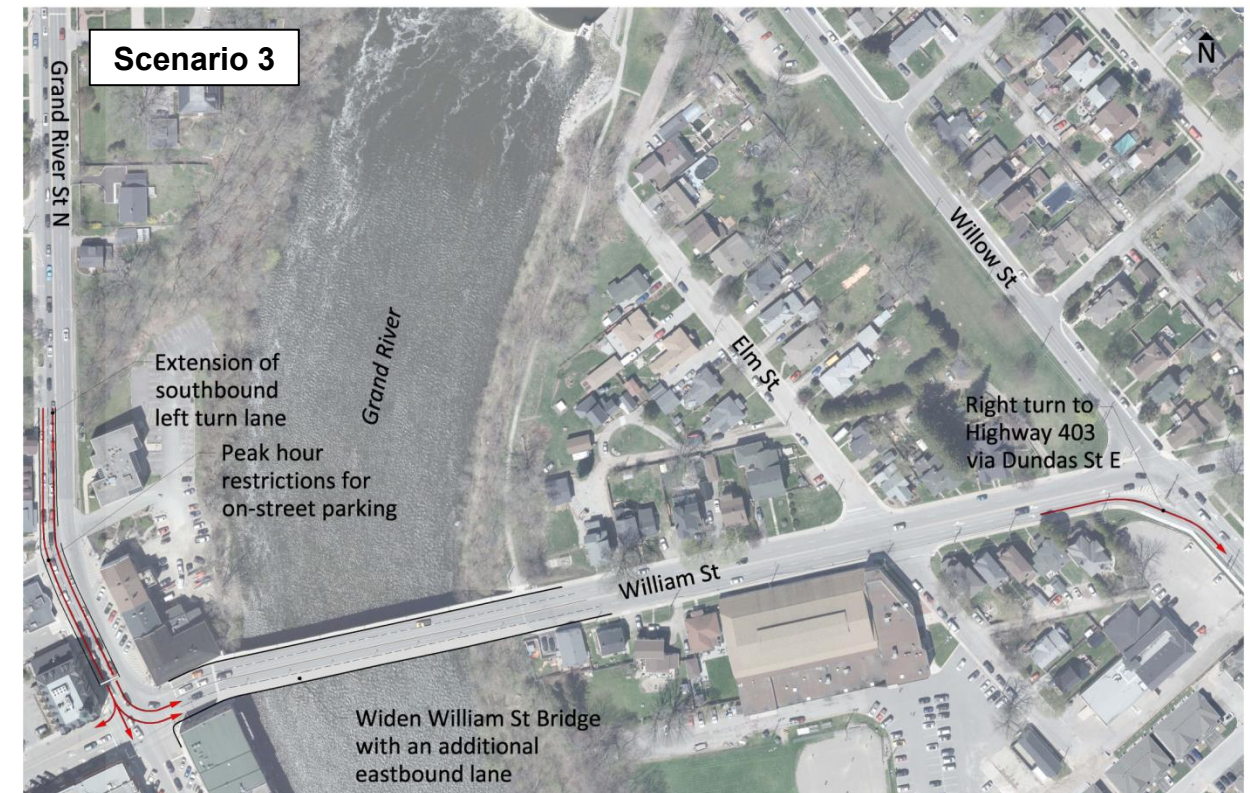 Scenario 3
N
Grand River St N
Willow St
Grand River
Elm St
Extension of
southbound
left turn lane
Peak hour
restrictions for
on-street parking
Right turn to
Highway 403
via Dundas St E
William St
Widen William St Bridge
with an additional
eastbound lane